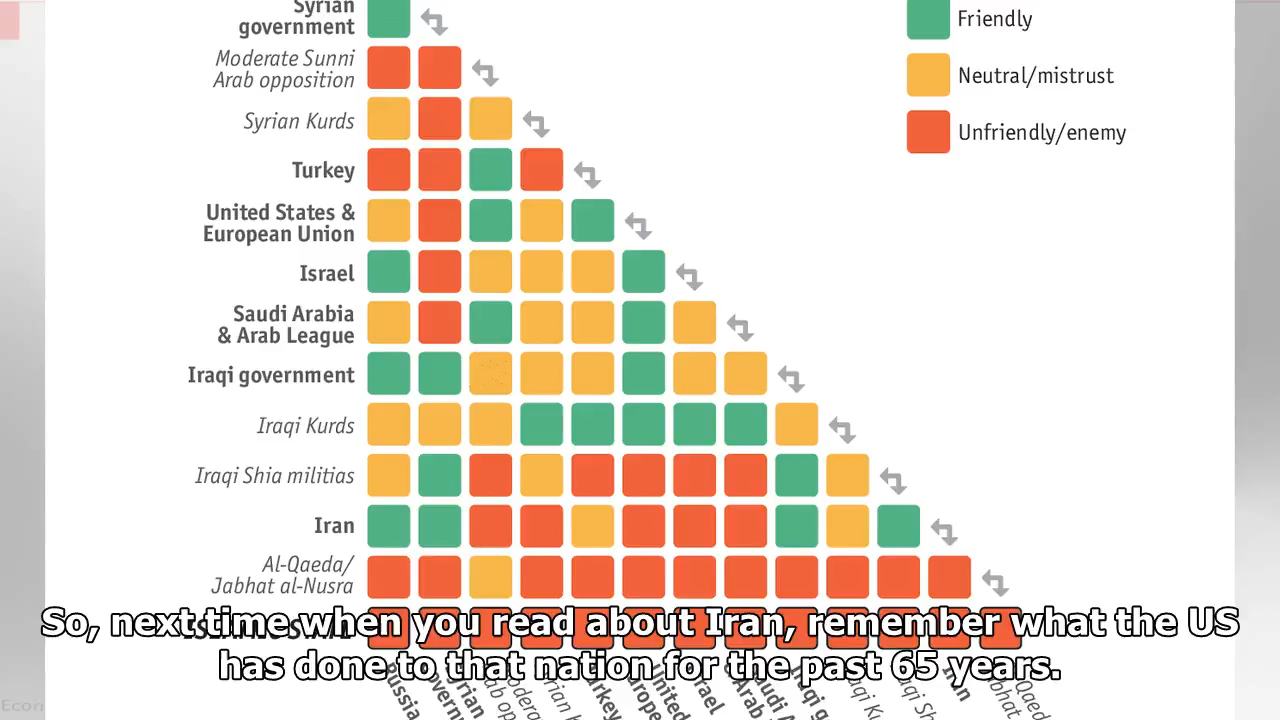 Syrian
government
Moderate Sunni
Arab opposition
Syrian Kurds
Turkey
United States &
European Union
Israel
Saudi Arabia
& Arab League
Iraqi government
Iraqi Kurds
Iraqi Shia militias
Iran
Al-Qaeda/
Jabhat al-Nusra
Friendly
Neutral/mistrust
Unfriendly/enemy
So, next time when you read about Iran, remember what the US
has done to that nation for the past 65 years.
Russia
Israel
Iran